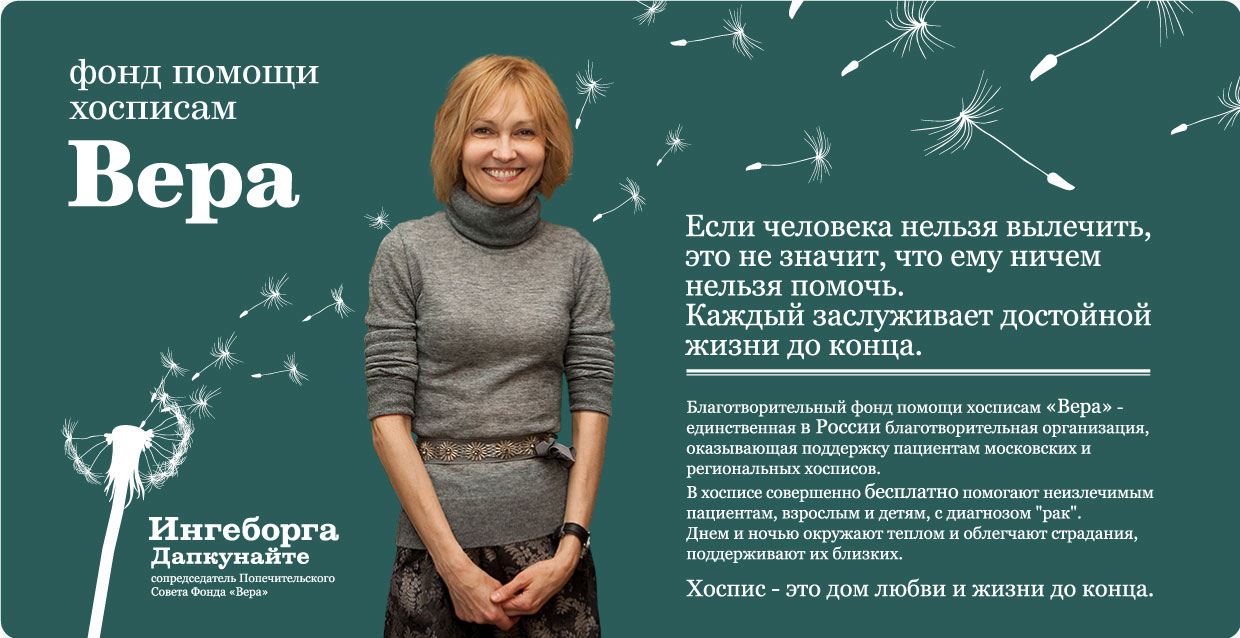 фонд помощи
хосписам
Вера
Если человека нельзя вылечить,
это не значит, что ему ничем
нельзя помочь.
Каждый заслуживает достойной
жизни до конца.
Благотворительный фонд помощи хосписам «Вера» -
единственная в России благотворительная организация,
оказывающая поддержку пациентам московских и
региональных хосписов.
В хосписе совершенно бесплатно помогают неизлечимым
пациентам, взрослым и детям, с диагнозом "рак".
Днем и ночью окружают теплом и облегчают страдания,
поддерживают их близких.
Хоспис - это дом любви и жизни до конца.
Ингеборга
Дапкунайте
сопредседатель Попечительского
Совета Фонда «Вера»